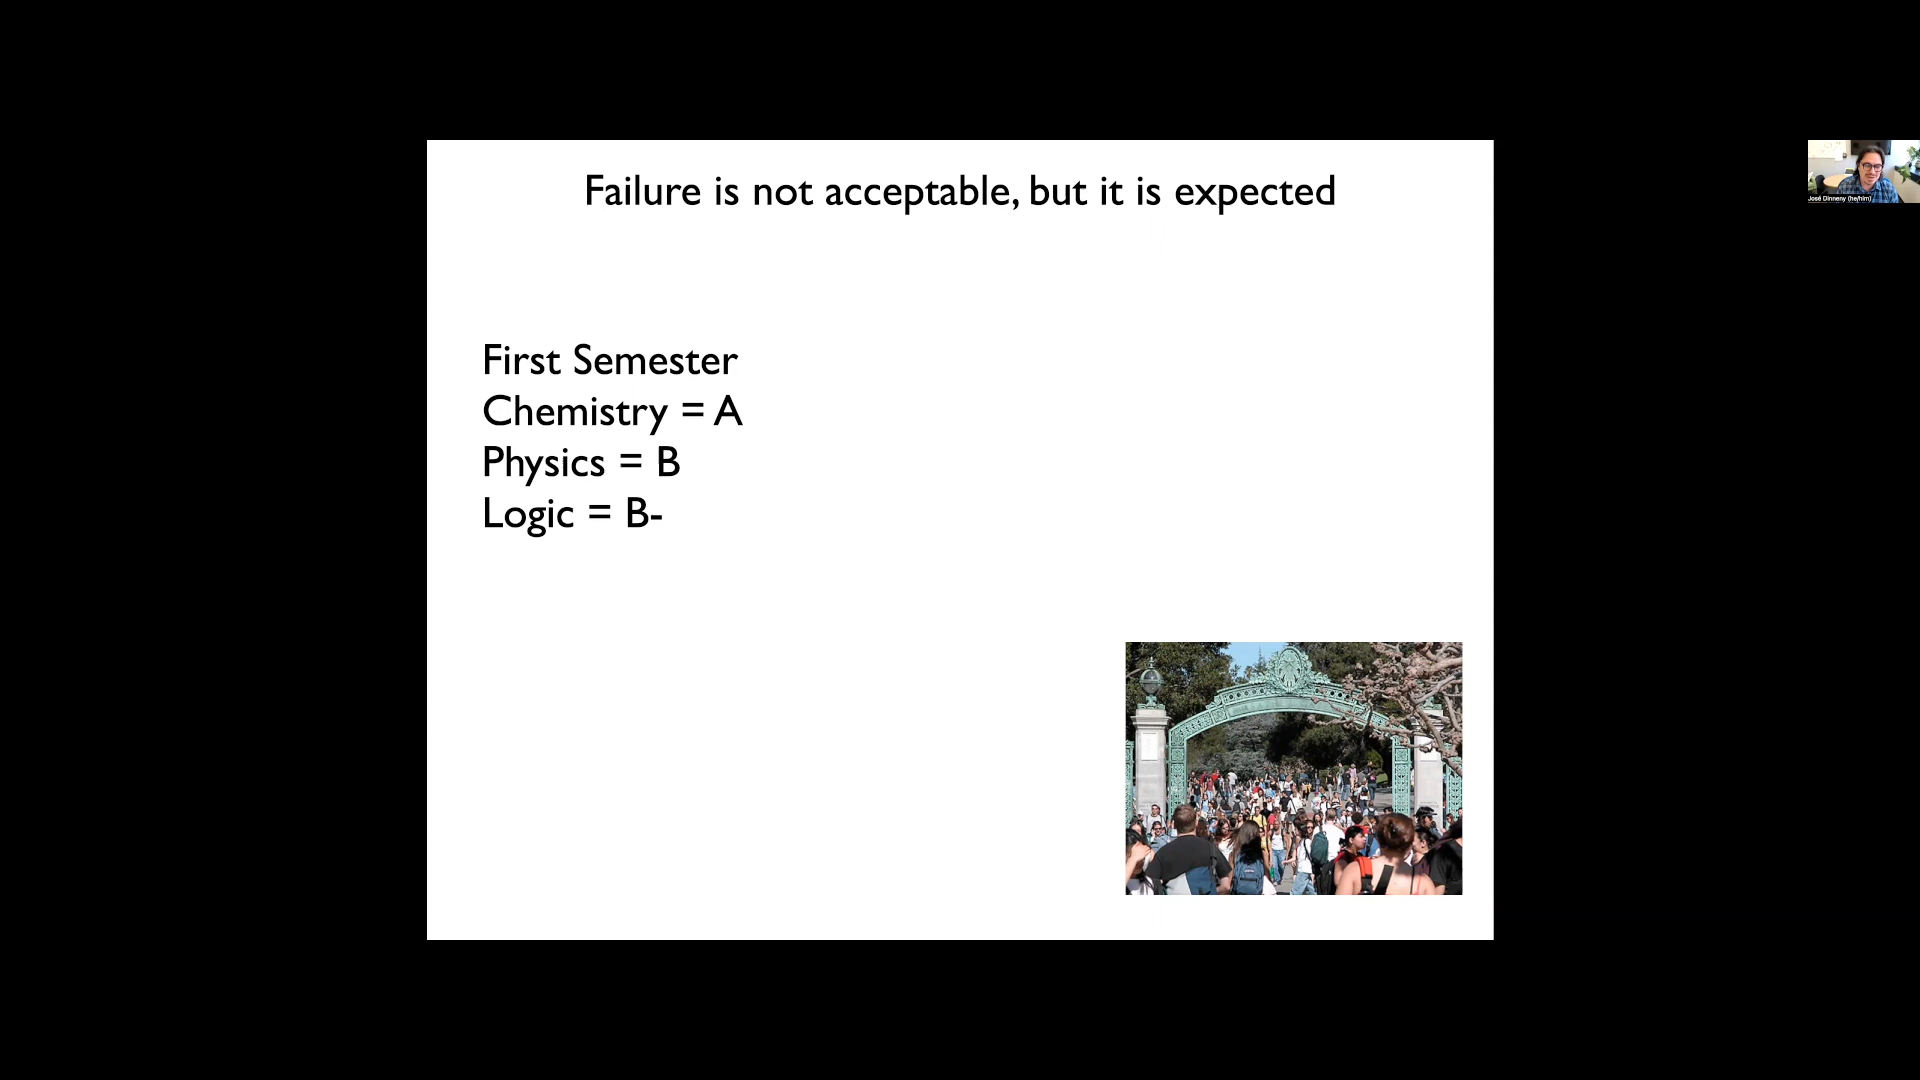 Failure is not acceptable, but it is expected
First Semester
Chemistry = A
Physics = B
Logic = B-
José Dinneny (he/him)